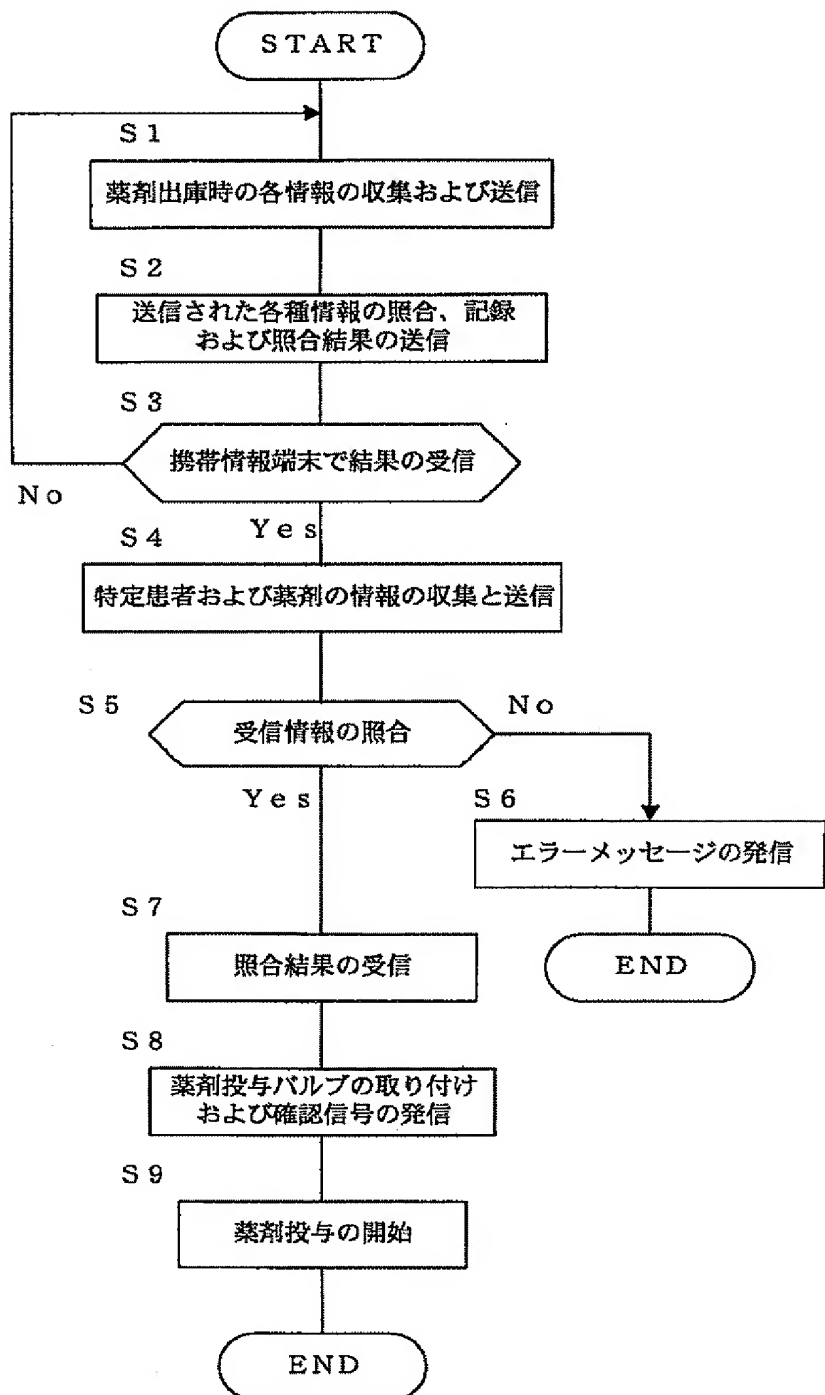 START
S1
薬剤出庫時の各情報の収集および送信
S2
送信された各種情報の照合、記録
および照合結果の送信
S3
携帯情報端末で結果の受信
No
Yes
S4
特定患者および薬剤の情報の収集と送信
S5
受信情報の照合
No
Yes
S6
エラーメッセージの発信
END
S7
照合結果の受信
S8
薬剤投与バルブの取り付け
および確認信号の発信
S9
薬剤投与の開始
END